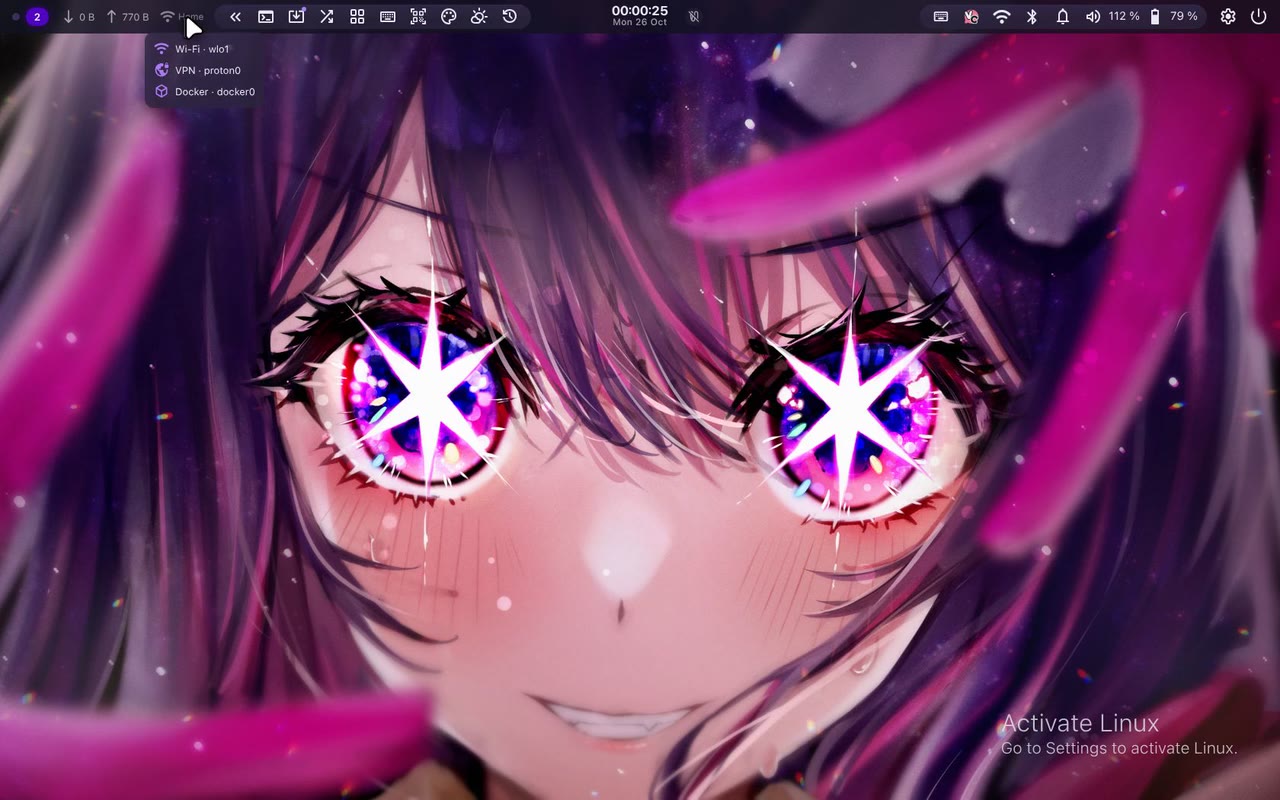 2 0 B 770 B Home
00:00:25
Mon 26 Oct
112 % 79 %
Wi-Fi · wlo1
VPN · proton0
Docker · docker0
Activate Linux
Go to Settings to activate Linux.